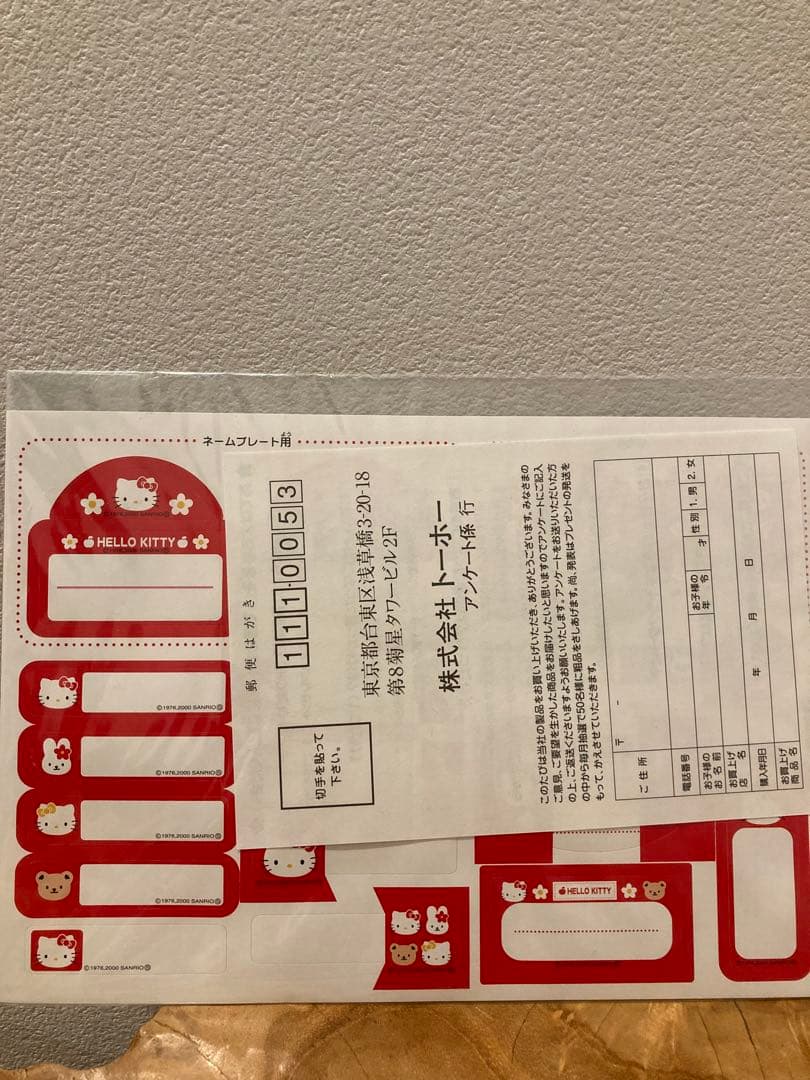 ネームプレート用
©1976,2000 SANRIO
HELLO KITTY
©1976,2000 SANRIO
©1976,2000 SANRIO
©1976,2000 SANRIO
©1976,2000 SANRIO
©1976,2000 SANRIO
HELLO KITTY
郵便はがき
1110053
切手を貼って
下さい。
東京都台東区浅草橋3-20-18
第8菊星タワービル2F
株式会社 トーホー
アンケート係 行
このたびは当社の製品をお買い上げいただき、ありがとうございます。みなさまの
ご意見、ご要望を生かした商品をお届けしたいと思いますのでアンケートにご記入
の上、ご返送くださいますようお願いいたします。アンケートをお送りいただいた方
の中から毎月抽選で50名様に粗品をさしあげます。尚、発表はプレゼントの発送を
もって、かえさせていただきます。
ご住所
〒 -
電話番号
お子様の
お名前
お子様の
年令
才
性別
1. 男 2. 女
お買上げ
店名
購入年月日
年 月 日
お買上げ
商品名